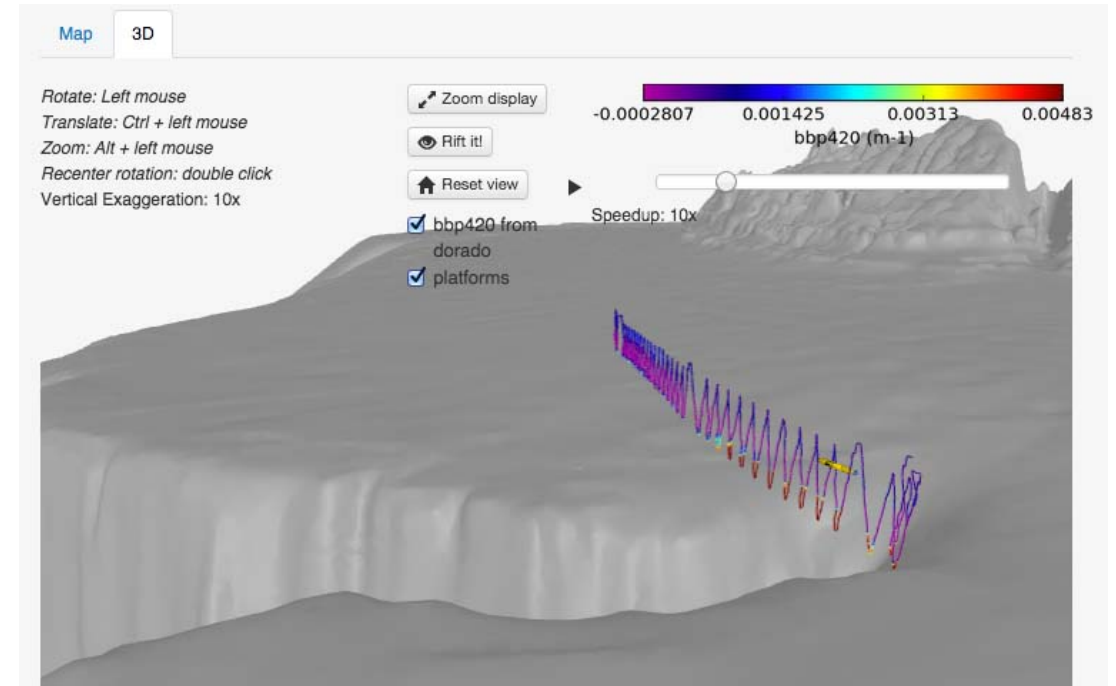 Map
3D
Rotate: Left mouse
Translate: Ctrl + left mouse
Zoom: Alt + left mouse
Recenter rotation: double click
Vertical Exaggeration: 10x
Zoom display
Rift it!
Reset view
bbp420 from
dorado
platforms
-0.0002807 0.001425 0.00313 0.00483
bbp420 (m-1)
Speedup: 10x